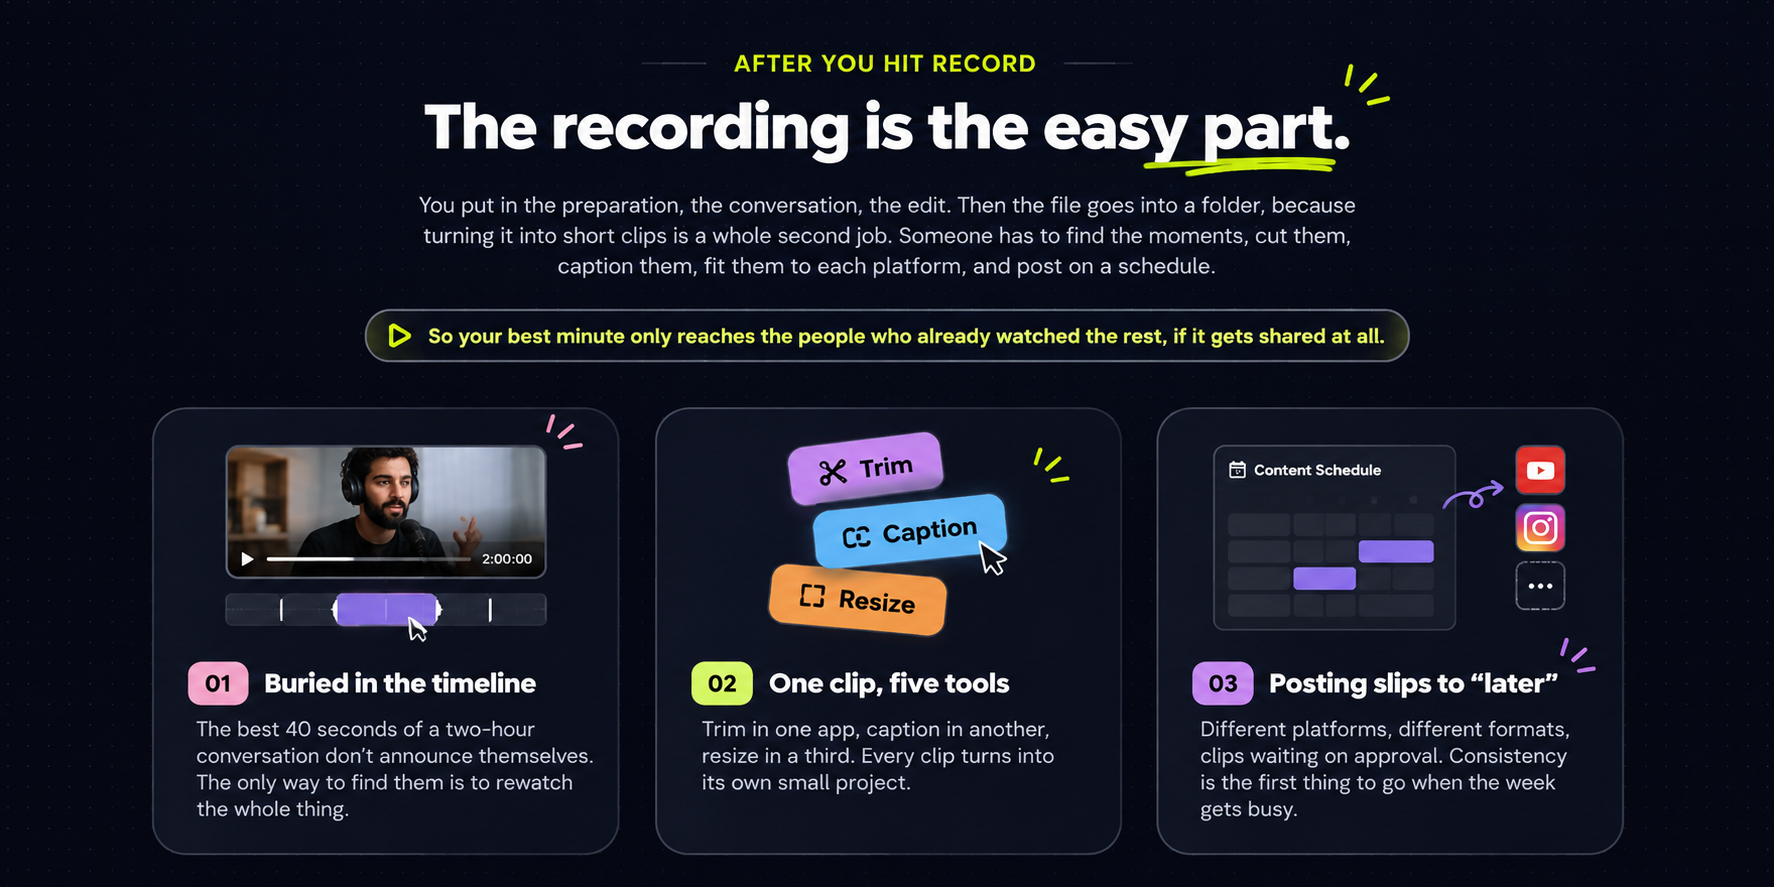 AFTER YOU HIT RECORD
The recording is the easy part.
You put in the preparation, the conversation, the edit. Then the file goes into a folder, because
turning it into short clips is a whole second job. Someone has to find the moments, cut them,
caption them, fit them to each platform, and post on a schedule.
So your best minute only reaches the people who already watched the rest, if it gets shared at all.
2:00:00
01 Buried in the timeline
The best 40 seconds of a two-hour
conversation don’t announce themselves.
The only way to find them is to rewatch
the whole thing.
Trim
Caption
Resize
02 One clip, five tools
Trim in one app, caption in another,
resize in a third. Every clip turns into
its own small project.
Content Schedule
03 Posting slips to “later”
Different platforms, different formats,
clips waiting on approval. Consistency
is the first thing to go when the week
gets busy.